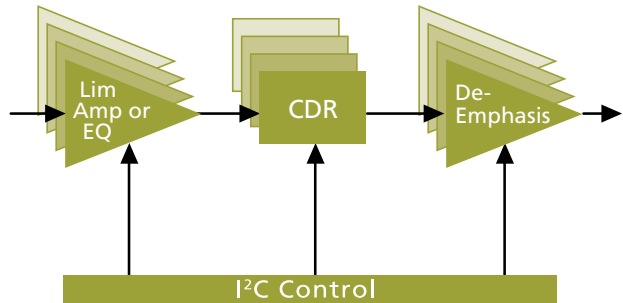 Lim
Amp or
EQ
CDR
De-
Emphasis
I²C Control